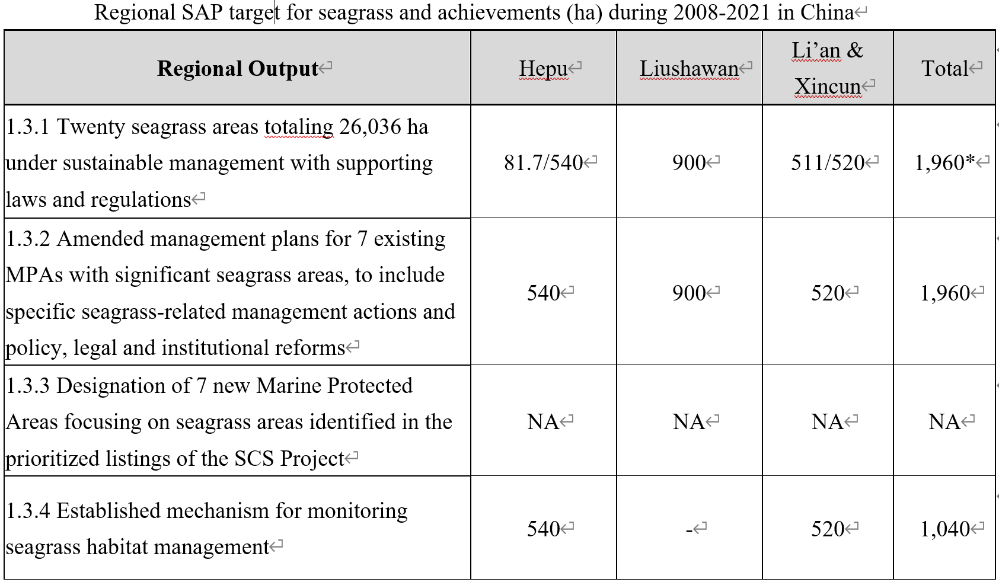 Regional SAP target for seagrass and achievements (ha) during 2008-2021 in China
Regional Output
Hepu
Liushawan
Li’an &
Xincun
Total
1.3.1 Twenty seagrass areas totaling 26,036 ha
under sustainable management with supporting
laws and regulations
81.7/540
900
511/520
1,960*
1.3.2 Amended management plans for 7 existing
MPAs with significant seagrass areas, to include
specific seagrass-related management actions and
policy, legal and institutional reforms
540
900
520
1,960
1.3.3 Designation of 7 new Marine Protected
Areas focusing on seagrass areas identified in the
prioritized listings of the SCS Project
NA
NA
NA
NA
1.3.4 Established mechanism for monitoring
seagrass habitat management
540
-
520
1,040